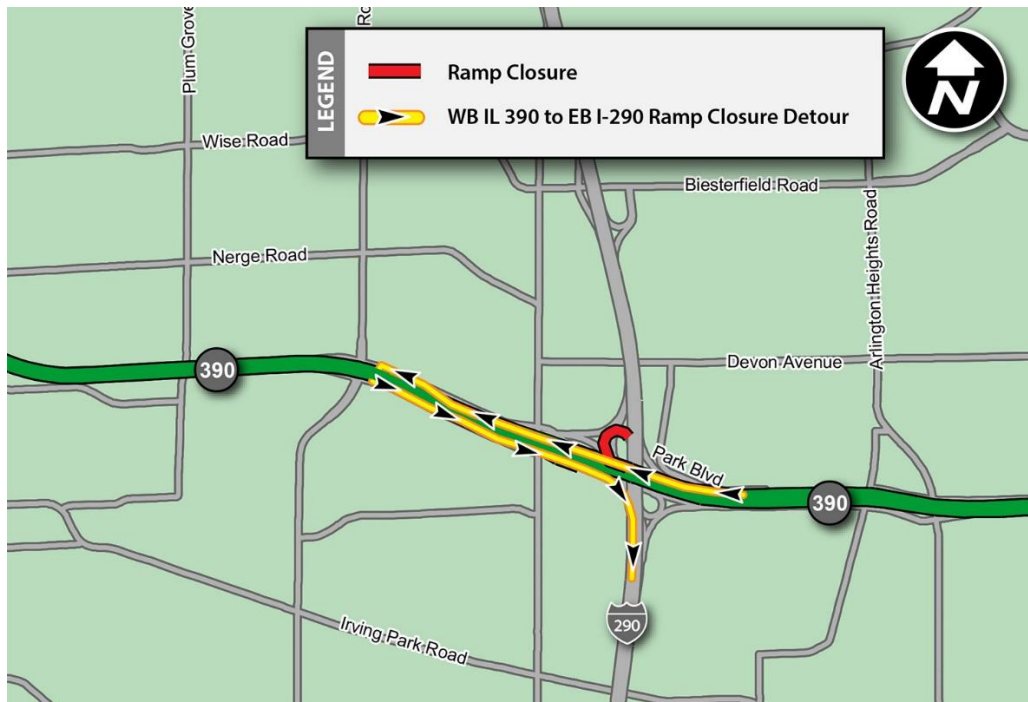 Plum Grove
Ro
LEGEND
Ramp Closure
WB IL 390 to EB I-290 Ramp Closure Detour
N
Wise Road
Biesterfield Road
Nerge Road
Arlington Heights Road
Devon Avenue
390
Park Blvd
390
290
Irving Park Road